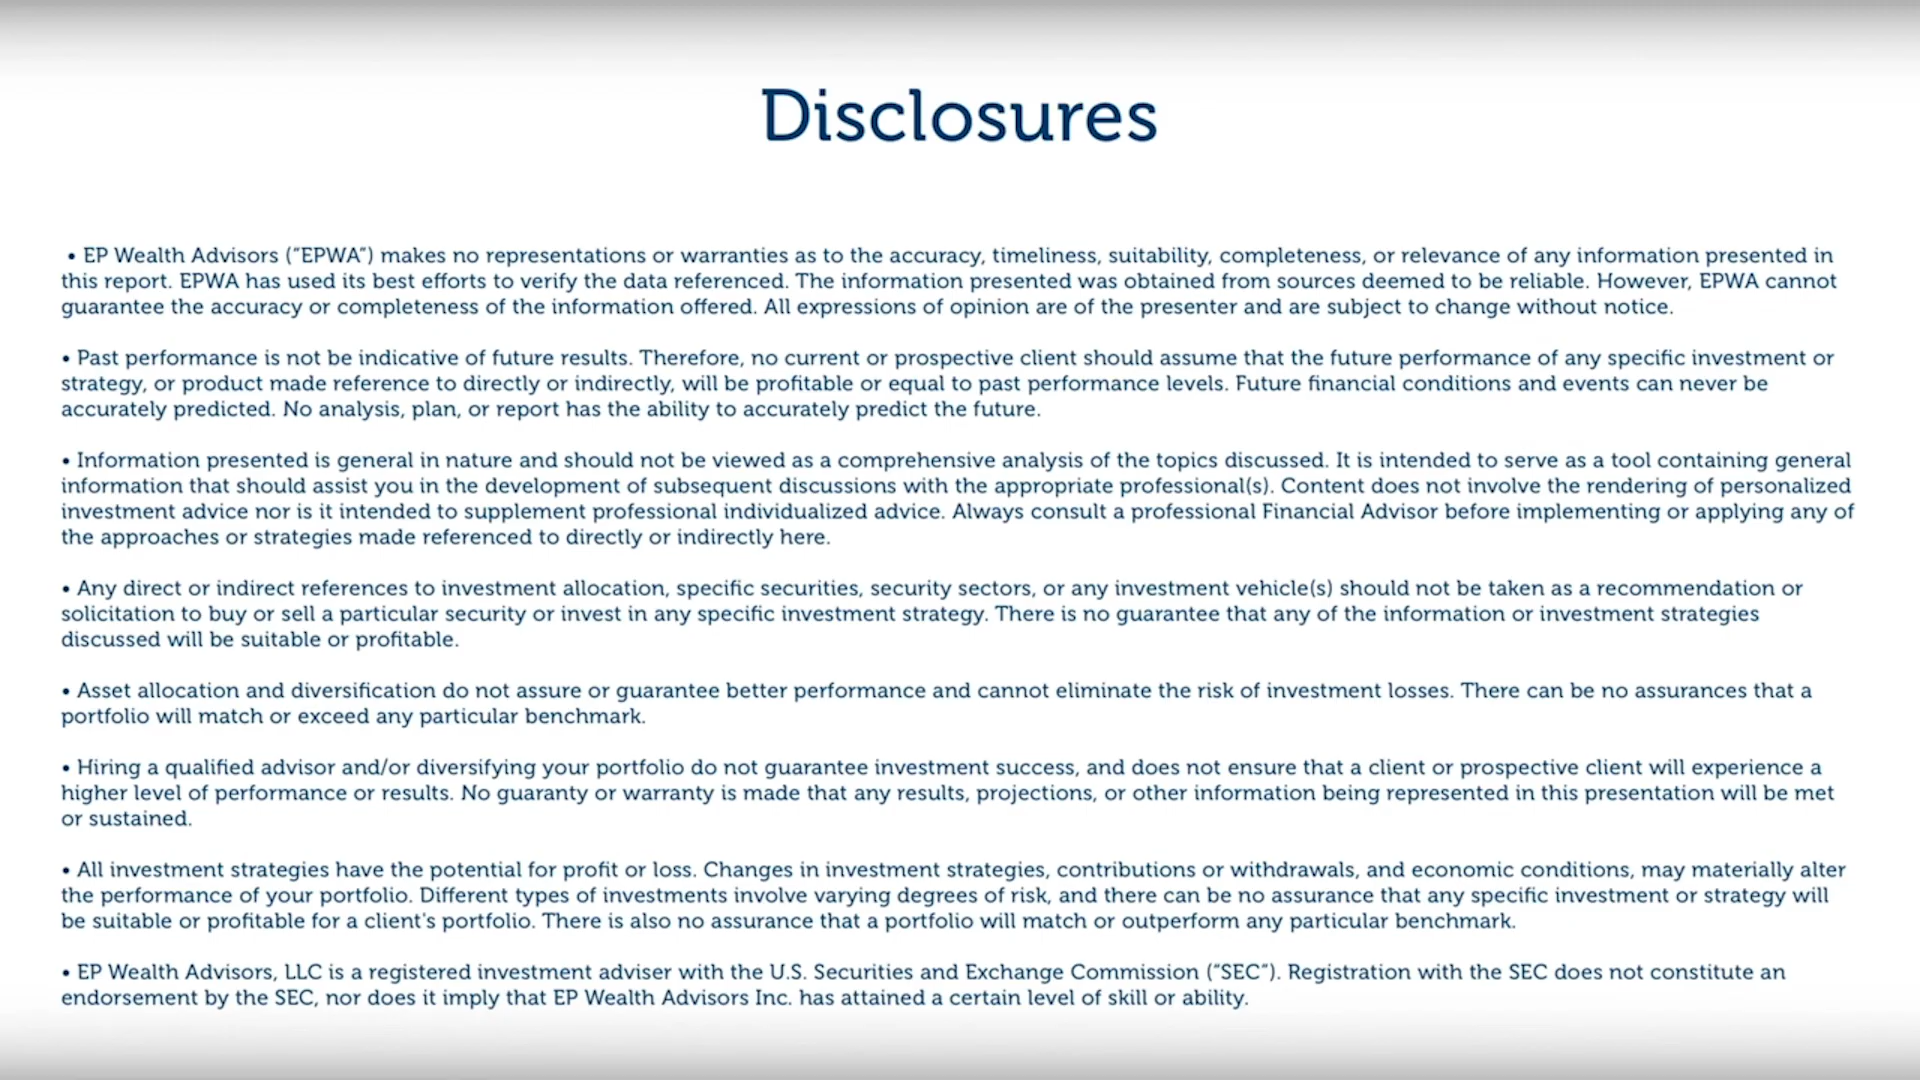 Disclosures
• EP Wealth Advisors (“EPWA”) makes no representations or warranties as to the accuracy, timeliness, suitability, completeness, or relevance of any information presented in
this report. EPWA has used its best efforts to verify the data referenced. The information presented was obtained from sources deemed to be reliable. However, EPWA cannot
guarantee the accuracy or completeness of the information offered. All expressions of opinion are of the presenter and are subject to change without notice.
• Past performance is not be indicative of future results. Therefore, no current or prospective client should assume that the future performance of any specific investment or
strategy, or product made reference to directly or indirectly, will be profitable or equal to past performance levels. Future financial conditions and events can never be
accurately predicted. No analysis, plan, or report has the ability to accurately predict the future.
• Information presented is general in nature and should not be viewed as a comprehensive analysis of the topics discussed. It is intended to serve as a tool containing general
information that should assist you in the development of subsequent discussions with the appropriate professional(s). Content does not involve the rendering of personalized
investment advice nor is it intended to supplement professional individualized advice. Always consult a professional Financial Advisor before implementing or applying any of
the approaches or strategies made referenced to directly or indirectly here.
• Any direct or indirect references to investment allocation, specific securities, security sectors, or any investment vehicle(s) should not be taken as a recommendation or
solicitation to buy or sell a particular security or invest in any specific investment strategy. There is no guarantee that any of the information or investment strategies
discussed will be suitable or profitable.
• Asset allocation and diversification do not assure or guarantee better performance and cannot eliminate the risk of investment losses. There can be no assurances that a
portfolio will match or exceed any particular benchmark.
• Hiring a qualified advisor and/or diversifying your portfolio do not guarantee investment success, and does not ensure that a client or prospective client will experience a
higher level of performance or results. No guaranty or warranty is made that any results, projections, or other information being represented in this presentation will be met
or sustained.
• All investment strategies have the potential for profit or loss. Changes in investment strategies, contributions or withdrawals, and economic conditions, may materially alter
the performance of your portfolio. Different types of investments involve varying degrees of risk, and there can be no assurance that any specific investment or strategy will
be suitable or profitable for a client's portfolio. There is also no assurance that a portfolio will match or outperform any particular benchmark.
• EP Wealth Advisors, LLC is a registered investment adviser with the U.S. Securities and Exchange Commission (“SEC”). Registration with the SEC does not constitute an
endorsement by the SEC, nor does it imply that EP Wealth Advisors Inc. has attained a certain level of skill or ability.